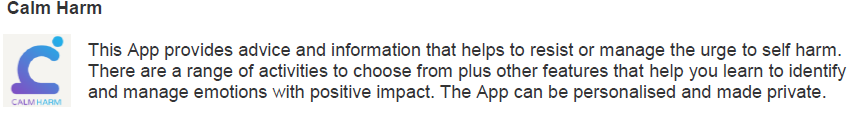 Calm Harm
This App provides advice and information that helps to resist or manage the urge to self harm.
There are a range of activities to choose from plus other features that help you learn to identify
and manage emotions with positive impact. The App can be personalised and made private.
CALM HARM